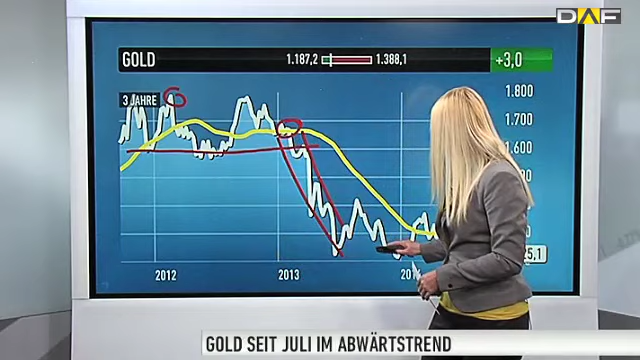 DAF
GOLD 1.187,2 1.388,1 +3,0
3 JAHRE
1.800
1.700
1.600
2012 2013
GOLD SEIT JULI IM ABWÄRTSTREND